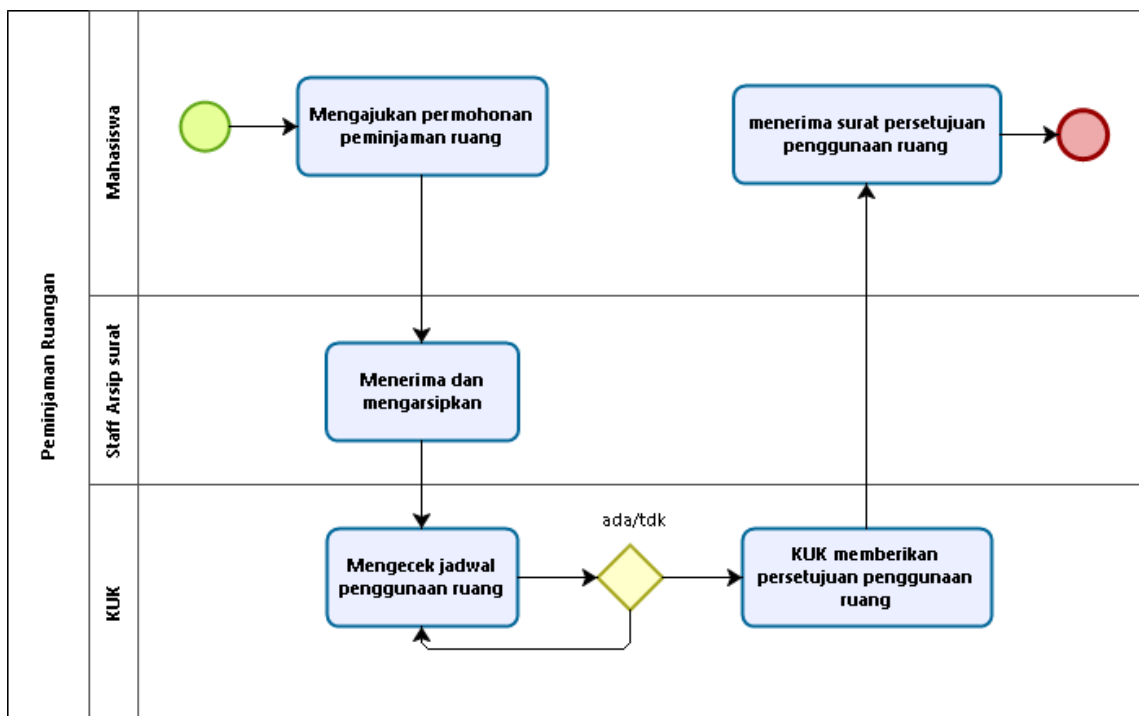 Peminjaman Ruangan
Mahasiswa
Mengajukan permohonan
peminjaman ruang
menerima surat persetujuan
penggunaan ruang
Staff Arsip surat
Menerima dan
mengarsipkan
KUK
Mengecek jadwal
penggunaan ruang
ada/tdk
KUK memberikan
persetujuan penggunaan
ruang